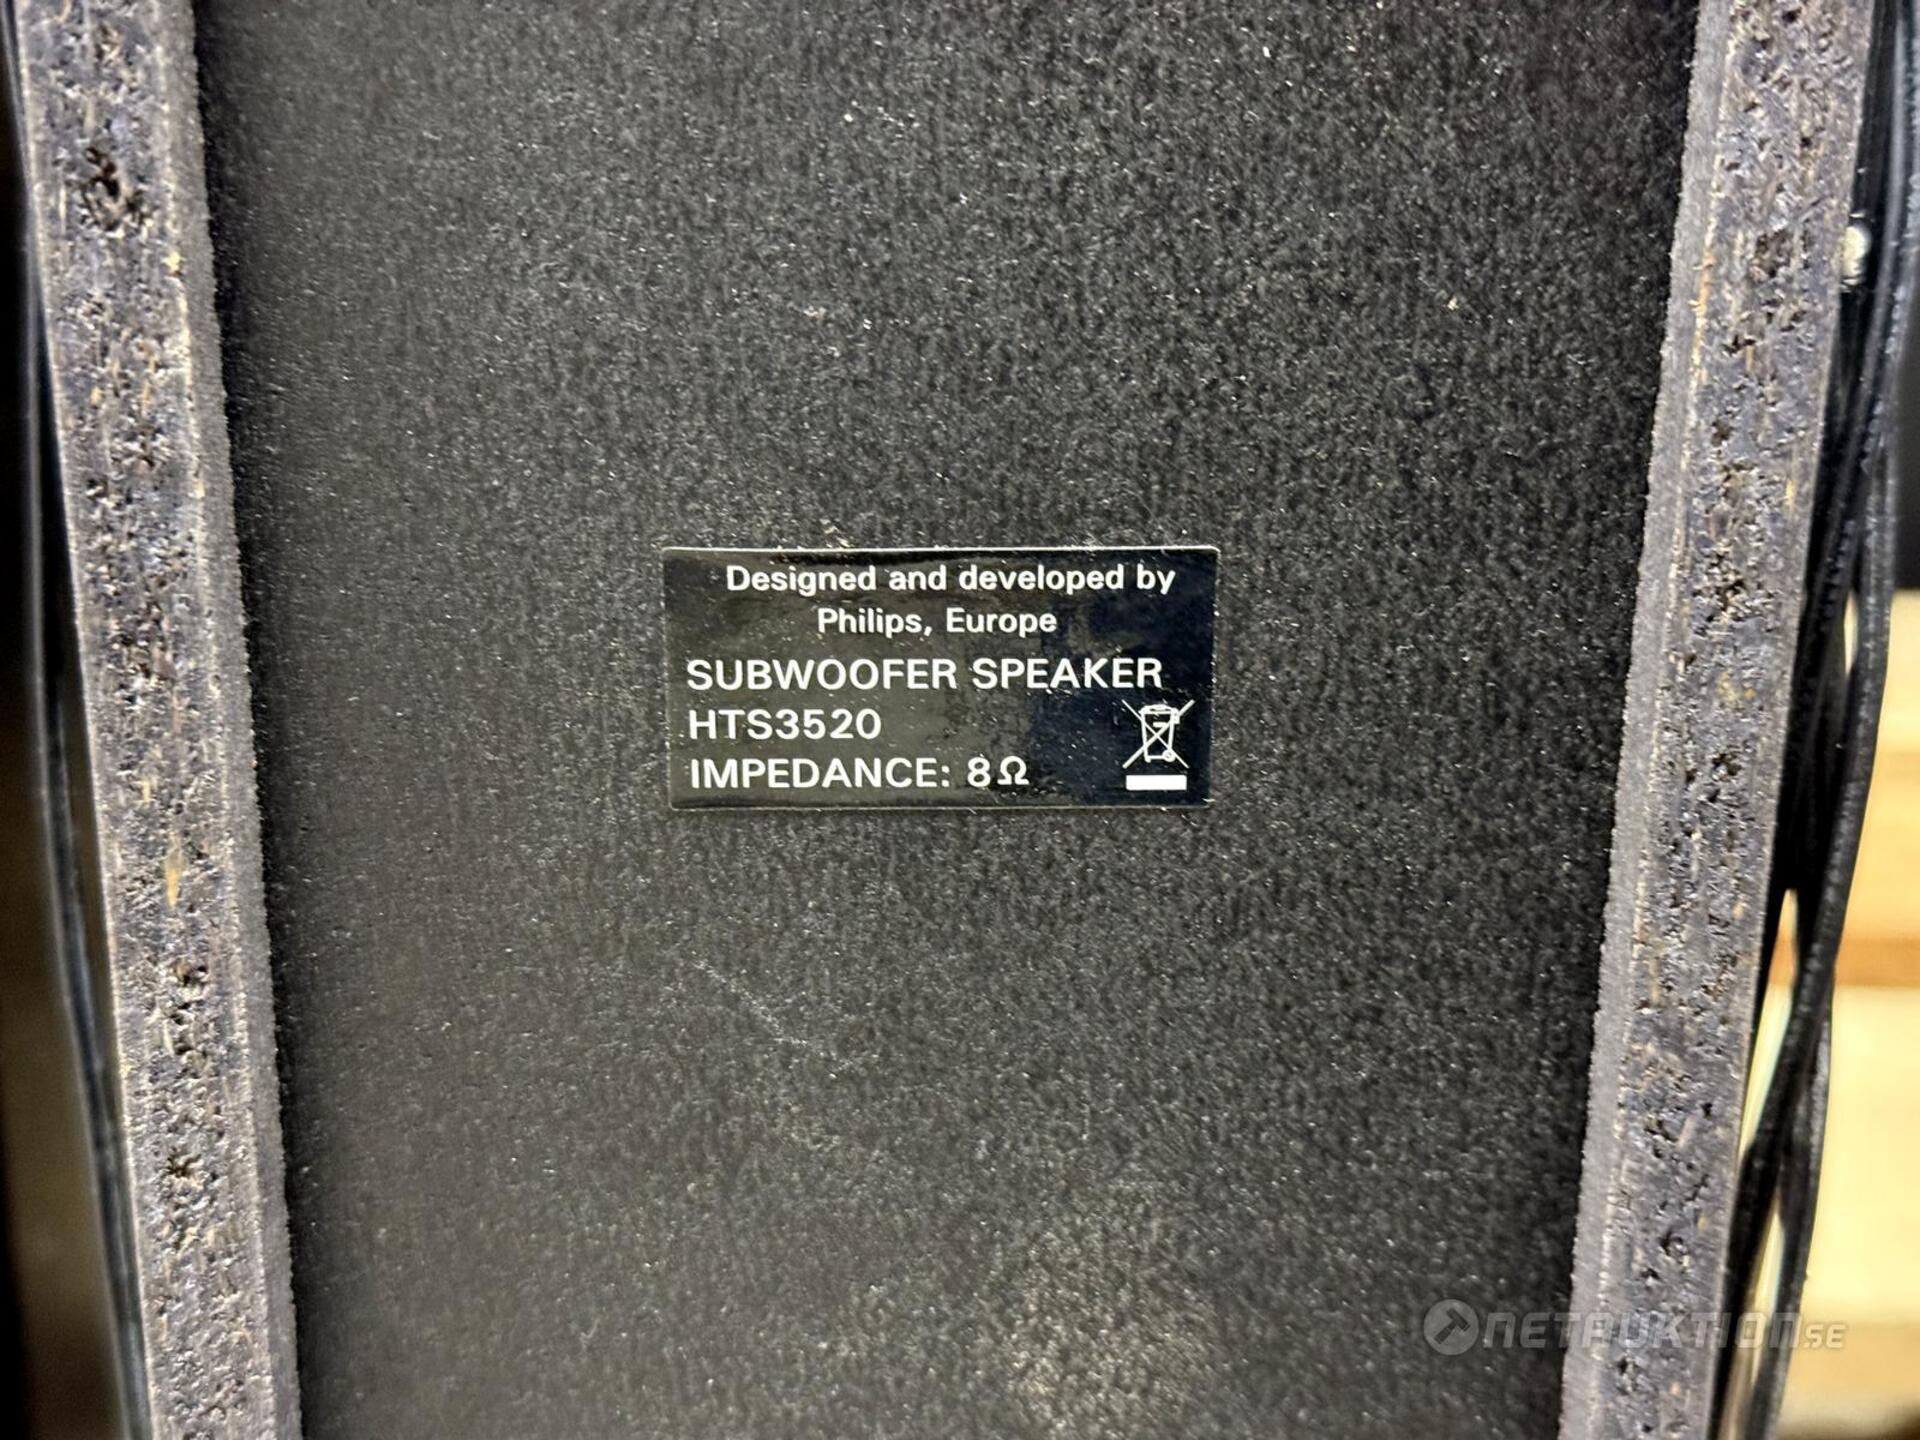 Designed and developed by
Philips, Europe
SUBWOOFER SPEAKER
HTS3520
IMPEDANCE: 8Ω
NETAUKTION.SE